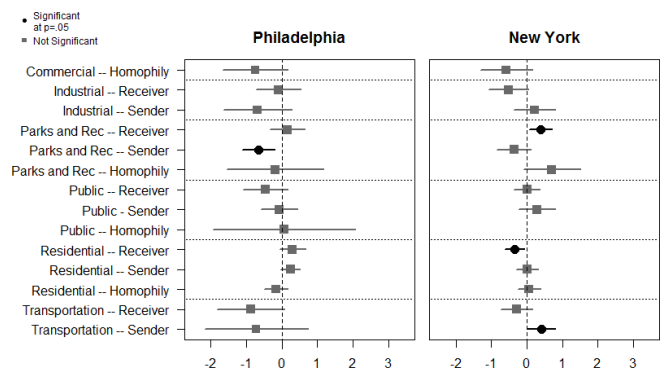 Significant
at p=.05
Not Significant
Philadelphia
New York
Commercial -- Homophily
Industrial -- Receiver
Industrial -- Sender
Parks and Rec -- Receiver
Parks and Rec -- Sender
Parks and Rec -- Homophily
Public -- Receiver
Public - Sender
Public -- Homophily
Residential -- Receiver
Residential -- Sender
Residential -- Homophily
Transportation -- Receiver
Transportation -- Sender
-2 -1 0 1 2 3
-2 -1 0 1 2 3